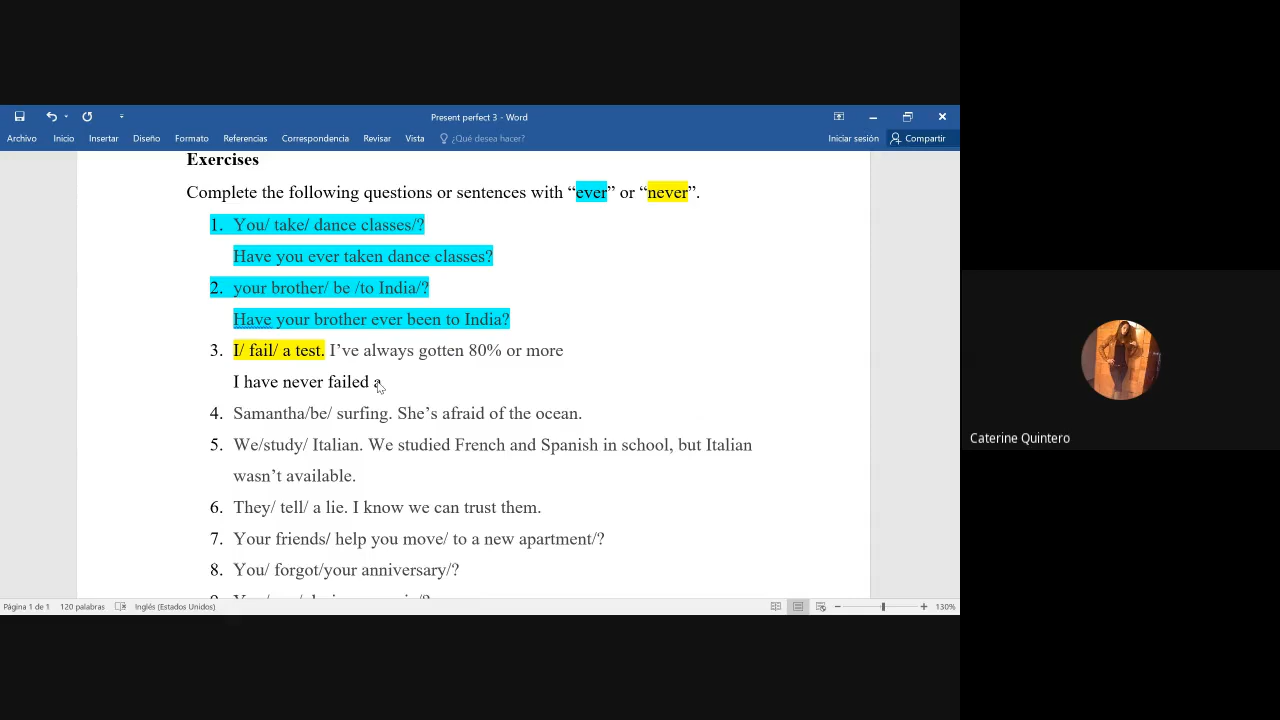 Present perfect 3 - Word
Archivo Inicio Insertar Diseño Formato Referencias Correspondencia Revisar Vista ¿Qué desea hacer? Iniciar sesión Compartir
Exercises
Complete the following questions or sentences with “ever” or “never”.
1. You/ take/ dance classes/?
Have you ever taken dance classes?
2. your brother/ be /to India/?
Have your brother ever been to India?
3. I/ fail/ a test. I’ve always gotten 80% or more
I have never failed a
4. Samantha/be/ surfing. She’s afraid of the ocean.
5. We/study/ Italian. We studied French and Spanish in school, but Italian
wasn’t available.
6. They/ tell/ a lie. I know we can trust them.
7. Your friends/ help you move/ to a new apartment/?
8. You/ forgot/your anniversary/?
Página 1 de 1 120 palabras Inglés (Estados Unidos) 130%
Caterine Quintero